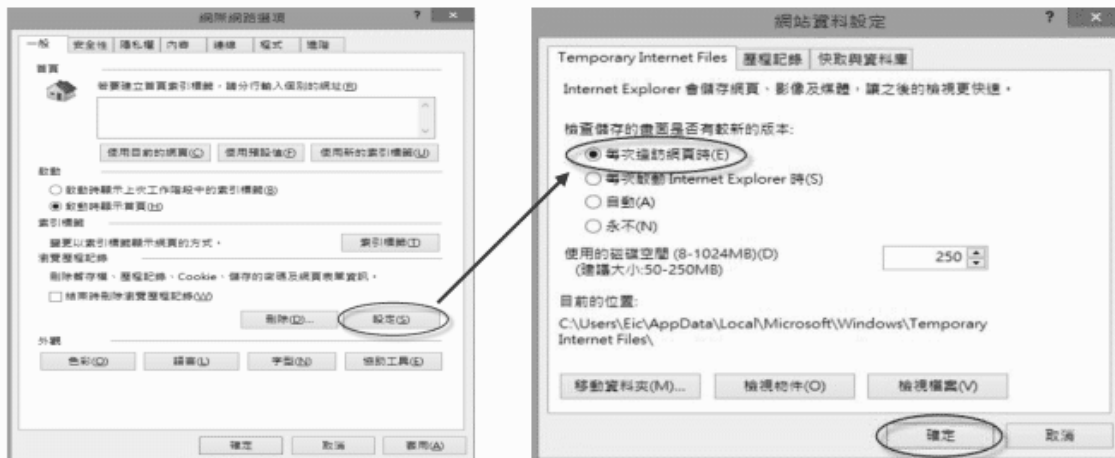 網際網路選項
?
×
一般 安全性 隱私權 內容 連線 程式 進階
首頁
若要建立首頁索引標籤，請分行輸入個別的網址(R)
使用目前的網頁(C) 使用預設值(F) 使用新的索引標籤(U)
啟動
啟動時顯示上次工作階段中的索引標籤(B)
啟動時顯示首頁(H)
索引標籤
變更以索引標籤顯示網頁的方式。 索引標籤(T)
瀏覽歷程記錄
刪除暫存檔、歷程記錄、Cookie、儲存的密碼及網頁表單資訊。
結束時刪除瀏覽歷程記錄(W)
刪除(D)... 設定(S)
外觀
色彩(O) 語言(L) 字型(N) 協助工具(E)
確定 取消 套用(A)
網站資料設定
?
×
Temporary Internet Files 歷程記錄 快取與資料庫
Internet Explorer 會儲存網頁、影像及媒體，讓之後的檢視更快速。
檢查儲存的畫面是否有較新的版本:
每次造訪網頁時(E)
每次啟動 Internet Explorer 時(S)
自動(A)
永不(N)
使用的磁碟空間 (8-1024MB)(D) 250
(建議大小:50-250MB)
目前的位置:
C:\Users\Eic\AppData\Local\Microsoft\Windows\Temporary
Internet Files\
移動資料夾(M)... 檢視物件(O) 檢視檔案(V)
確定 取消